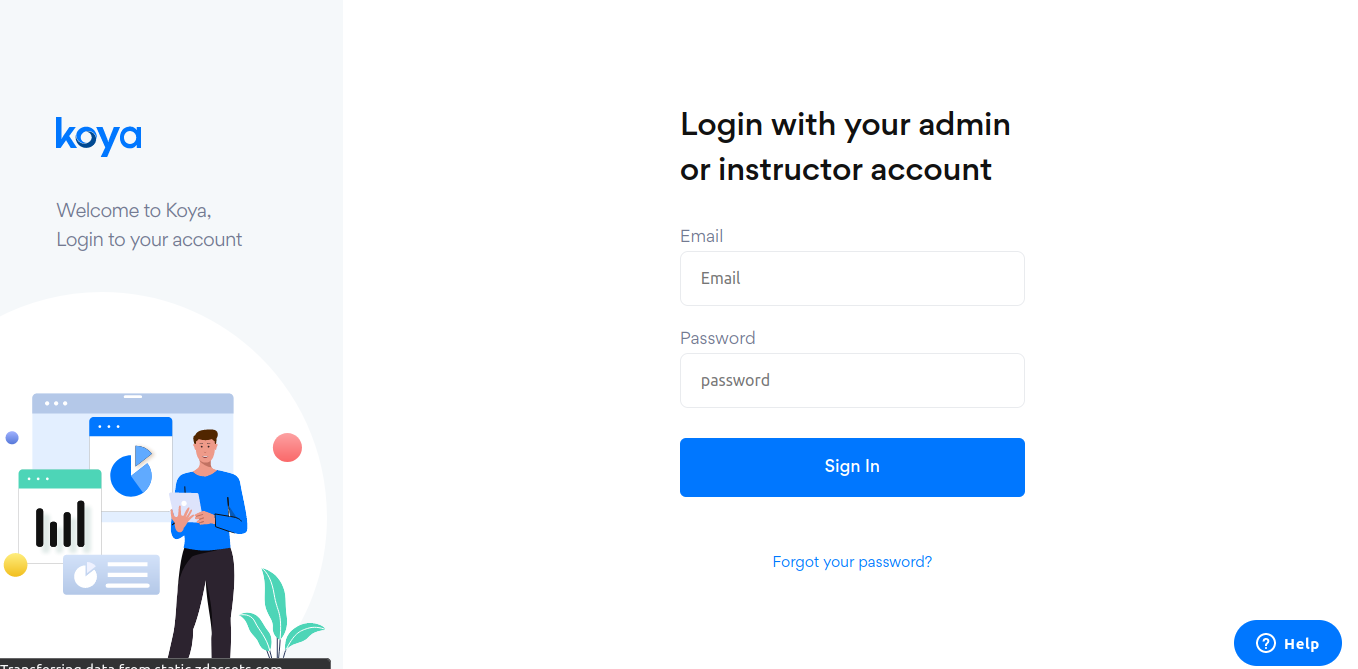 koya
Welcome to Koya,
Login to your account
Login with your admin
or instructor account
Email
Email
Password
password
Sign In
Forgot your password?
Help
Transferring data from static.zdassets.com...